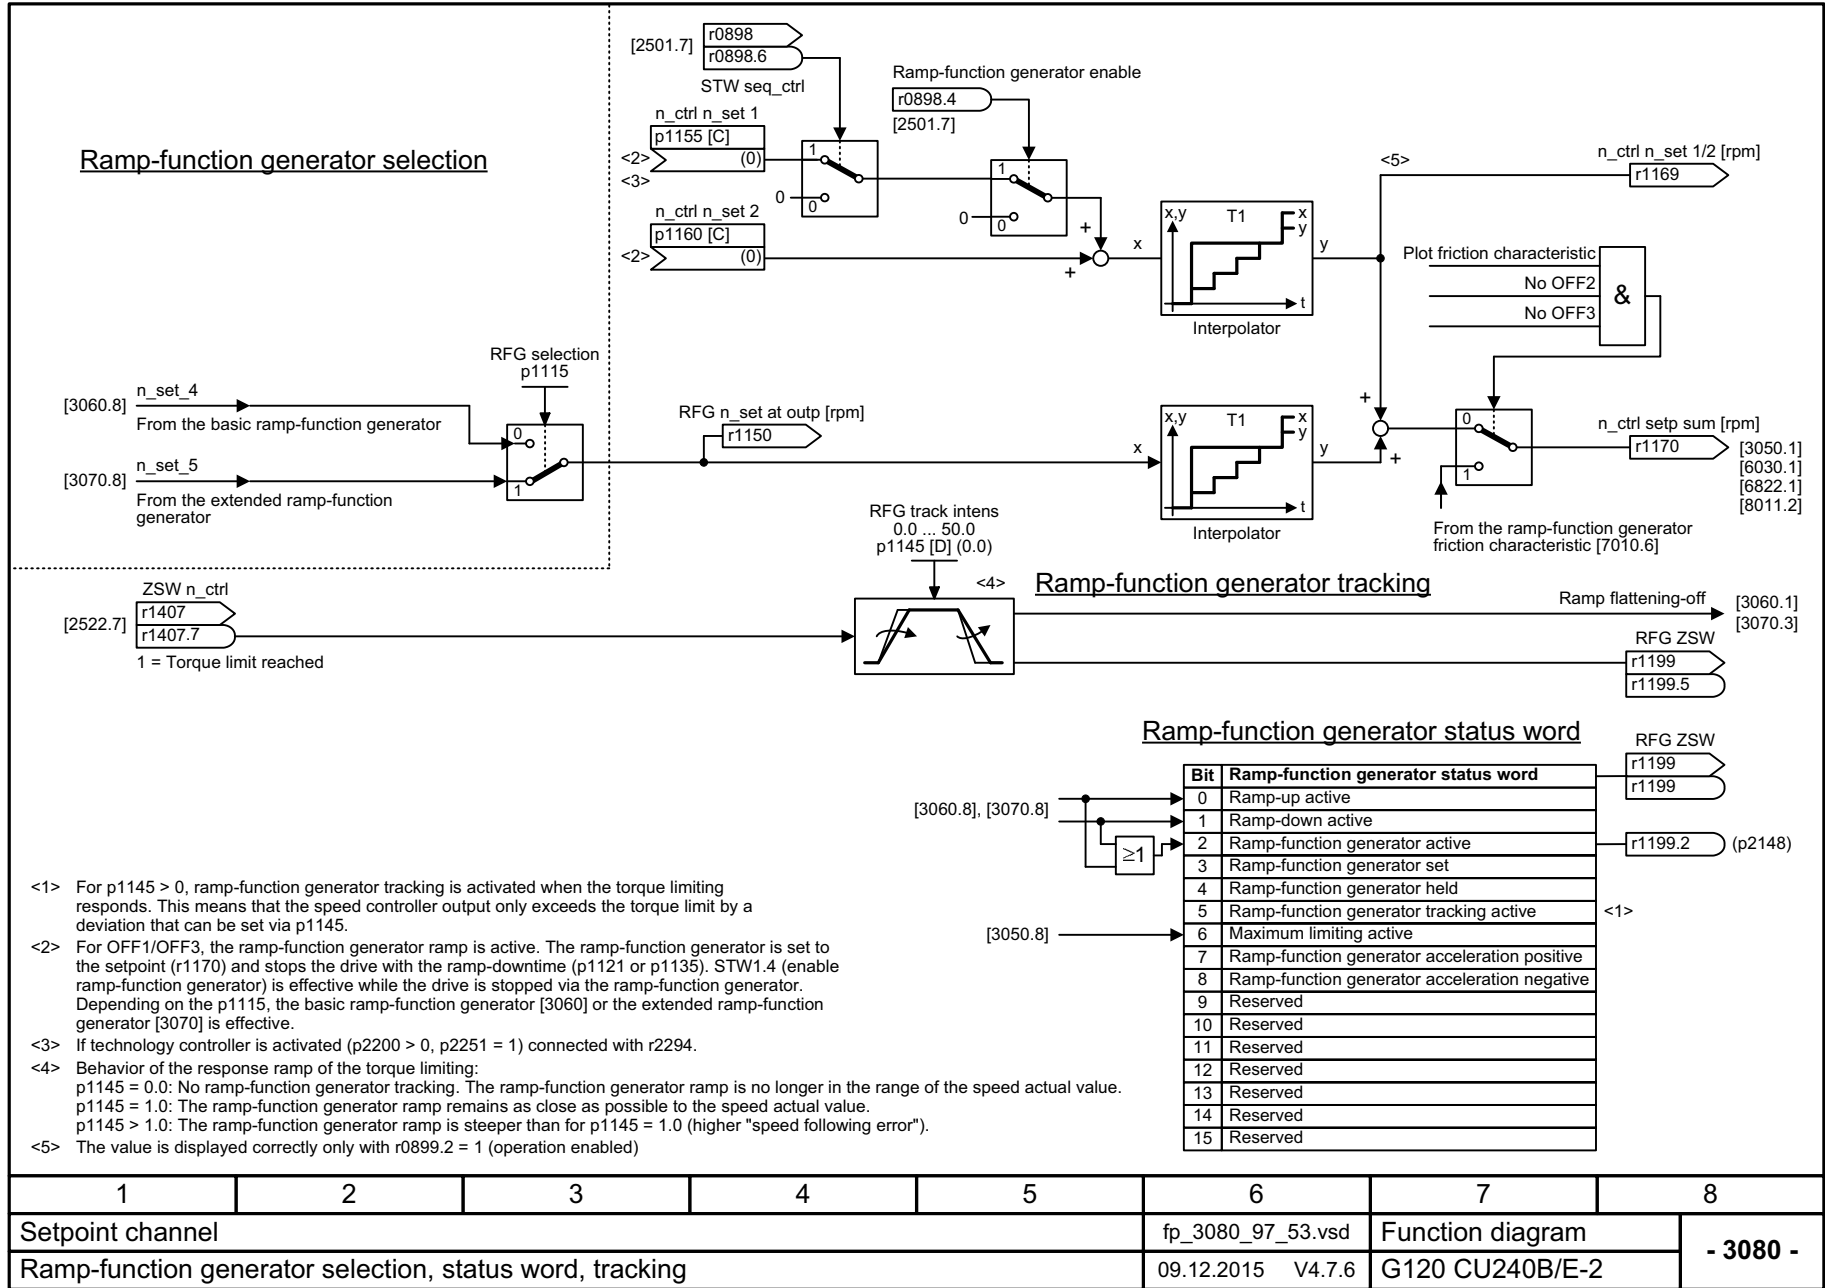 Ramp-function generator selection
[2501.7]
r0898
r0898.6
STW seq_ctrl
Ramp-function generator enable
r0898.4
[2501.7]
n_ctrl n_set 1
p1155 [C]
(0)
<2>
<3>
1
0
0
1
0
0
n_ctrl n_set 2
p1160 [C]
(0)
<2>
+
+
x
x,y
T1
x
y
t
y
Interpolator
<5>
n_ctrl n_set 1/2 [rpm]
r1169
Plot friction characteristic
No OFF2
No OFF3
&
RFG selection
p1115
[3060.8]
n_set_4
From the basic ramp-function generator
[3070.8]
n_set_5
From the extended ramp-function
generator
0
1
RFG n_set at outp [rpm]
r1150
x
x,y
T1
x
y
t
y
Interpolator
+
+
0
1
n_ctrl setp sum [rpm]
r1170
[3050.1]
[6030.1]
[6822.1]
[8011.2]
From the ramp-function generator
friction characteristic [7010.6]
RFG track intens
0.0 ... 50.0
p1145 [D] (0.0)
<4>
Ramp-function generator tracking
ZSW n_ctrl
[2522.7]
r1407
r1407.7
1 = Torque limit reached
Ramp flattening-off
[3060.1]
[3070.3]
RFG ZSW
r1199
r1199.5
Ramp-function generator status word
RFG ZSW
r1199
r1199
Bit Ramp-function generator status word
[3060.8], [3070.8]
0 Ramp-up active
1 Ramp-down active
≥1
2 Ramp-function generator active
r1199.2 (p2148)
3 Ramp-function generator set
4 Ramp-function generator held
5 Ramp-function generator tracking active <1>
[3050.8]
6 Maximum limiting active
7 Ramp-function generator acceleration positive
8 Ramp-function generator acceleration negative
9 Reserved
10 Reserved
11 Reserved
12 Reserved
13 Reserved
14 Reserved
15 Reserved
<1> For p1145 > 0, ramp-function generator tracking is activated when the torque limiting
responds. This means that the speed controller output only exceeds the torque limit by a
deviation that can be set via p1145.
<2> For OFF1/OFF3, the ramp-function generator ramp is active. The ramp-function generator is set to
the setpoint (r1170) and stops the drive with the ramp-downtime (p1121 or p1135). STW1.4 (enable
ramp-function generator) is effective while the drive is stopped via the ramp-function generator.
Depending on the p1115, the basic ramp-function generator [3060] or the extended ramp-function
generator [3070] is effective.
<3> If technology controller is activated (p2200 > 0, p2251 = 1) connected with r2294.
<4> Behavior of the response ramp of the torque limiting:
p1145 = 0.0: No ramp-function generator tracking. The ramp-function generator ramp is no longer in the range of the speed actual value.
p1145 = 1.0: The ramp-function generator ramp remains as close as possible to the speed actual value.
p1145 > 1.0: The ramp-function generator ramp is steeper than for p1145 = 1.0 (higher "speed following error").
<5> The value is displayed correctly only with r0899.2 = 1 (operation enabled)
1 2 3 4 5 6 7 8
Setpoint channel
fp_3080_97_53.vsd
Function diagram
- 3080 -
Ramp-function generator selection, status word, tracking
09.12.2015 V4.7.6
G120 CU240B/E-2